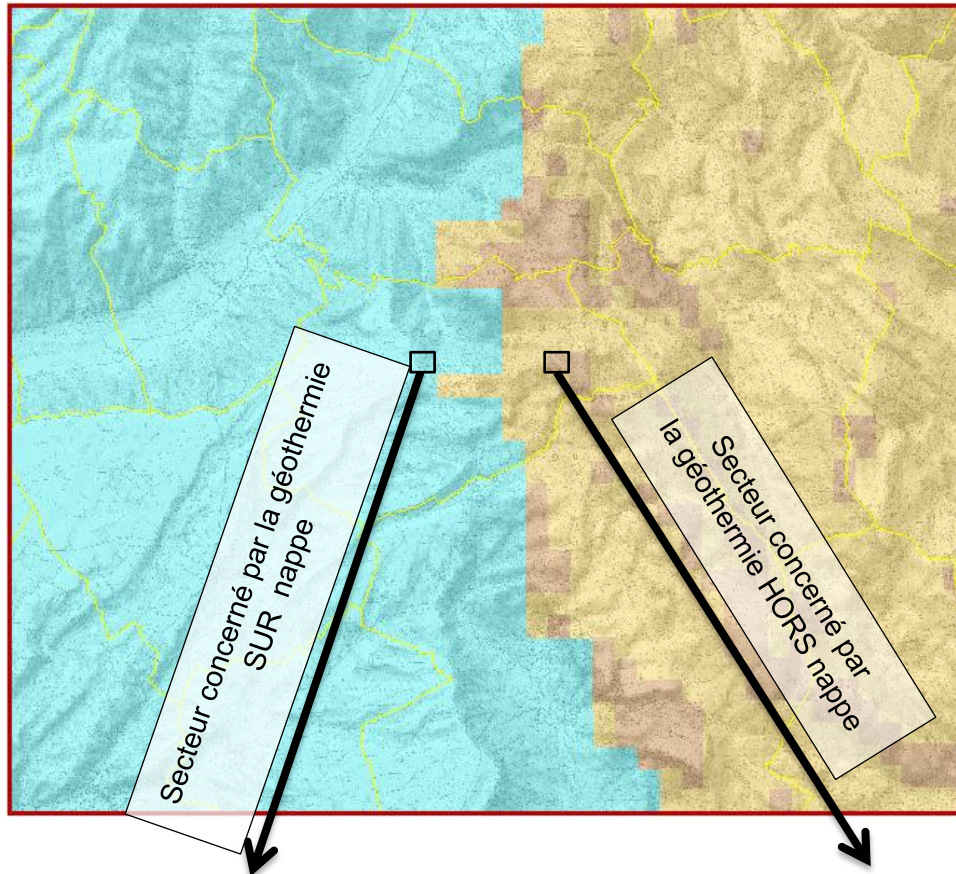 Secteur concerné par la géothermie
SUR nappe
Secteur concerné par
la géothermie HORS nappe